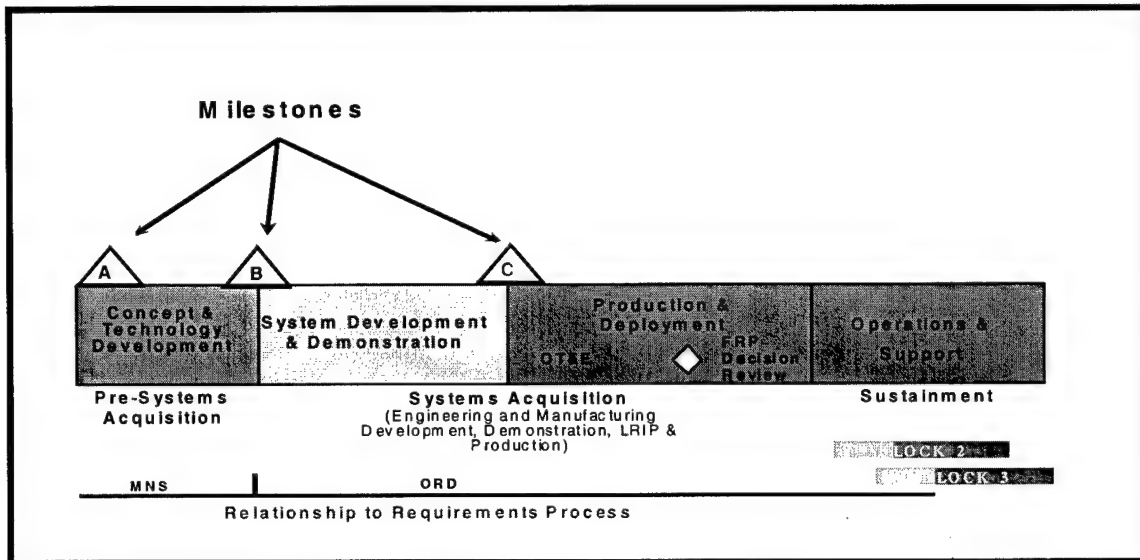 Milestones
A
B
C
Concept &
Technology
Development
System Development
& Demonstration
Production &
Deployment
OT&E
FRP
Decision
Review
Operations &
Support
Pre-Systems
Acquisition
Systems Acquisition
(Engineering and Manufacturing
Development, Demonstration, LRIP &
Production)
Sustainment
LOCK 2
LOCK 3
MNS
ORD
Relationship to Requirements Process